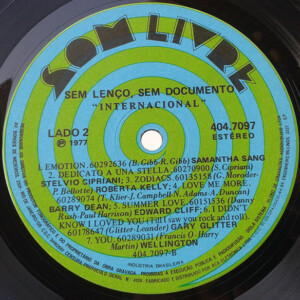 SOM LIVRE
SEM LENÇO, SEM DOCUMENTO
"INTERNACIONAL"
LADO 2
℗ 1977
404.7097
ESTÉREO
1. EMOTION. 60292636 (B. Gibb-R. Gibb) SAMANTHA SANG
2. DEDICATO A UNA STELLA. 60270900 (S. Cipriani)
STELVIO CIPRIANI; 3. ZODIACS. 60135158 (G. Moroder-
P. Bellotte) ROBERTA KELLY; 4. LOVE ME MORE.
60289074 (T. Klier-J. Campbell-N. Adams-A. Duncan)
BARRY DEAN; 5. SUMMER LOVE. 60151536 (Danny
Rush-Paul Harrison) EDWARD CLIFF; 6. I DIDN'T
KNOW I LOVED YOU (Till I saw you rock and roll).
60178647 (Glitter-Leander) GARY GLITTER
7. YOU. 60289031 (Francis O. Harry
Martin) WELLINGTON
404.7097-B
INDÚSTRIA BRASILEIRA